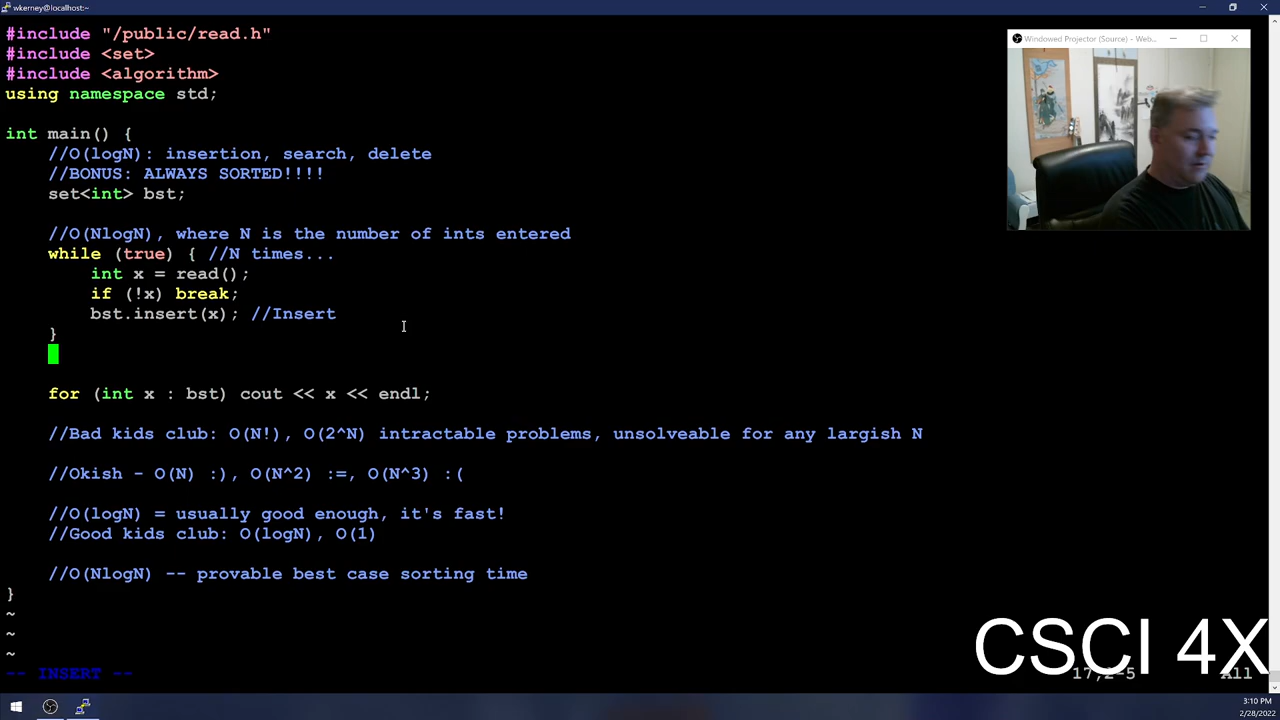 wkerney@localhost:~
#include "/public/read.h"
#include <set>
#include <algorithm>
using namespace std;
int main() {
//O(logN): insertion, search, delete
//BONUS: ALWAYS SORTED!!!!
set<int> bst;
//O(NlogN), where N is the number of ints entered
while (true) { //N times...
int x = read();
if (!x) break;
bst.insert(x); //Insert
}
for (int x : bst) cout << x << endl;
//Bad kids club: O(N!), O(2^N) intractable problems, unsolveable for any largish N
//Okish - O(N) :), O(N^2) :=, O(N^3) :(
//O(logN) = usually good enough, it's fast!
//Good kids club: O(logN), O(1)
//O(NlogN) -- provable best case sorting time
}
~
~
~
-- INSERT --
17,2-5
All
Windowed Projector (Source) - Web...
CSCI 4X
3:10 PM
2/28/2022